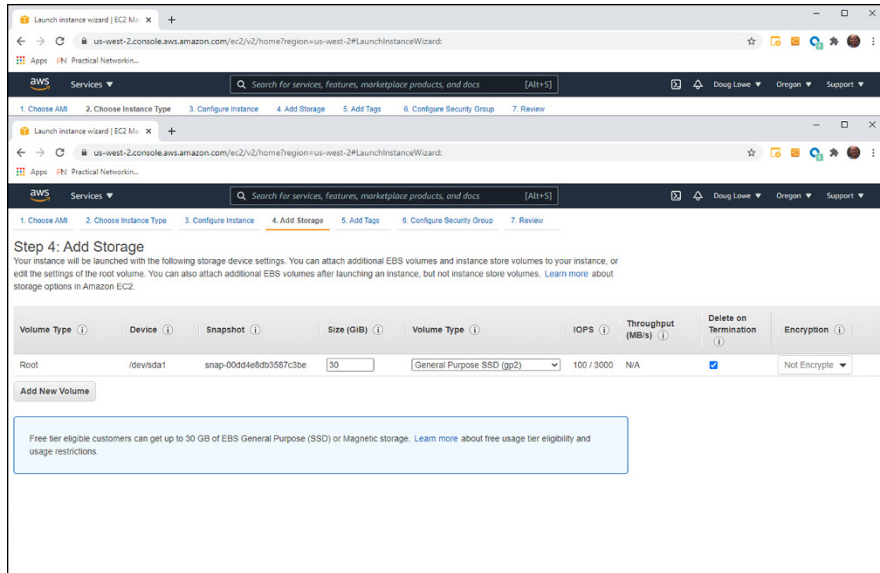 Launch instance wizard | EC2 Ma
us-west-2.console.aws.amazon.com/ec2/v2/home?region=us-west-2#LaunchInstanceWizard:
Apps Practical Networkin...
aws Services Search for services, features, marketplace products, and docs [Alt+S] Doug Lowe Oregon Support
1. Choose AMI 2. Choose Instance Type 3. Configure Instance 4. Add Storage 5. Add Tags 6. Configure Security Group 7. Review
Launch instance wizard | EC2 Ma
us-west-2.console.aws.amazon.com/ec2/v2/home?region=us-west-2#LaunchInstanceWizard:
Apps Practical Networkin...
aws Services Search for services, features, marketplace products, and docs [Alt+S] Doug Lowe Oregon Support
1. Choose AMI 2. Choose Instance Type 3. Configure Instance 4. Add Storage 5. Add Tags 6. Configure Security Group 7. Review
Step 4: Add Storage
Your instance will be launched with the following storage device settings. You can attach additional EBS volumes and instance store volumes to your instance, or
edit the settings of the root volume. You can also attach additional EBS volumes after launching an instance, but not instance store volumes. Learn more about
storage options in Amazon EC2.
Volume Type Device Snapshot Size (GiB) Volume Type IOPS Throughput (MB/s) Delete on Termination Encryption
Root /dev/sda1 snap-00dd4e8db3587c3be 30 General Purpose SSD (gp2) 100 / 3000 N/A Not Encrypte
Add New Volume
Free tier eligible customers can get up to 30 GB of EBS General Purpose (SSD) or Magnetic storage. Learn more about free usage tier eligibility and
usage restrictions.